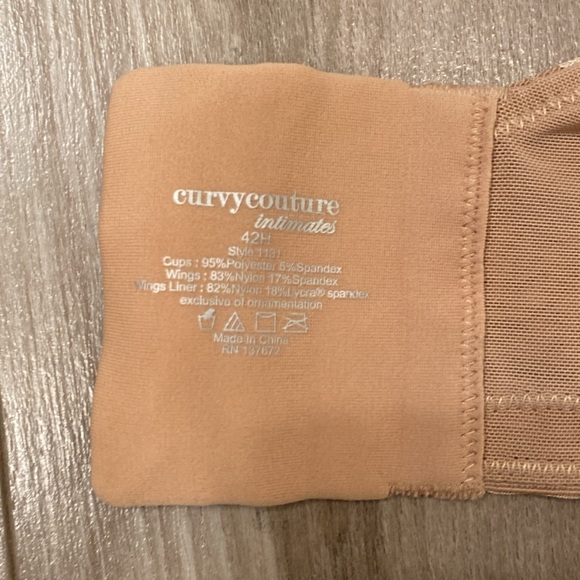 curvycouture
intimates
42H
Style 1131
Cups : 95%Polyester 5%Spandex
Wings : 83%Nylon 17%Spandex
Wings Liner : 82%Nylon 18%Lycra® spandex
exclusive of ornamentation
Made in China
RN 137672